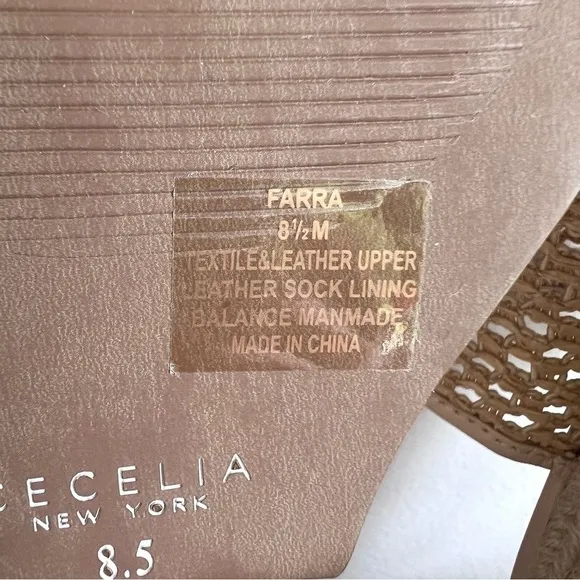 FARRA
8½M
TEXTILE&LEATHER UPPER
LEATHER SOCK LINING
BALANCE MANMADE
MADE IN CHINA
CECELIA
NEW YORK
8.5